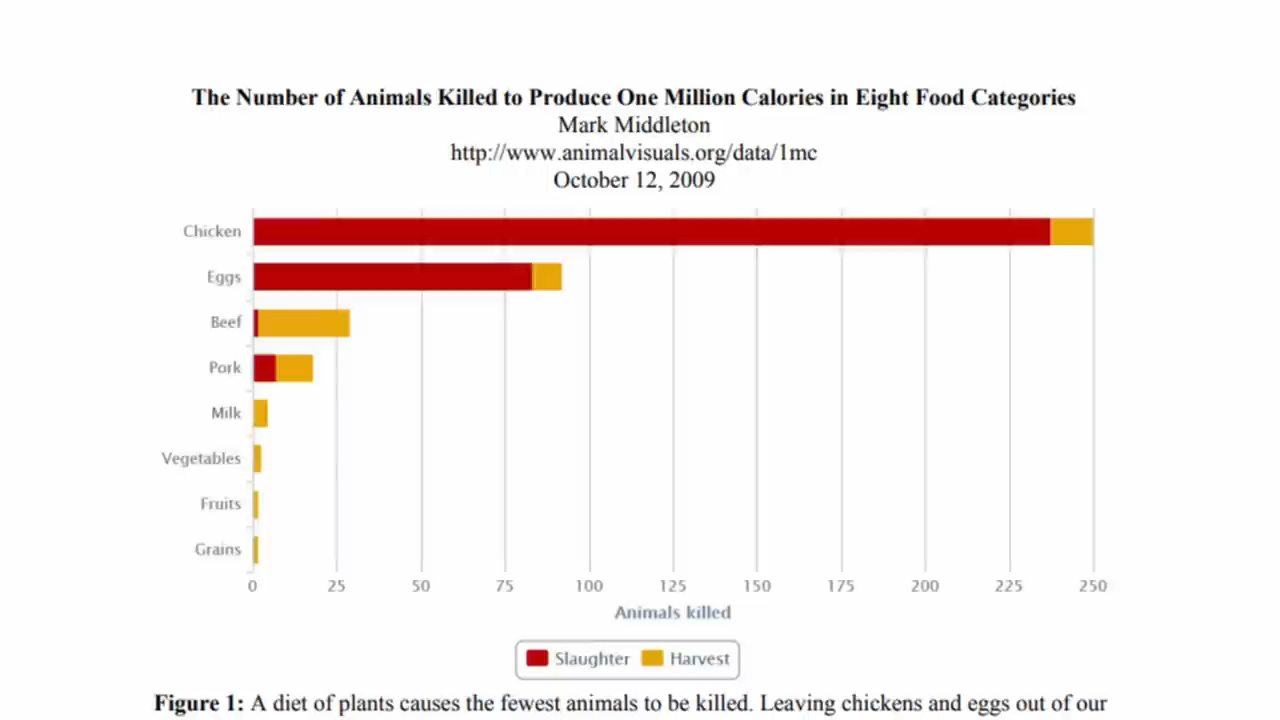 The Number of Animals Killed to Produce One Million Calories in Eight Food Categories
Mark Middleton
http://www.animalvisuals.org/data/1mc
October 12, 2009
Chicken
Eggs
Beef
Pork
Milk
Vegetables
Fruits
Grains
0 25 50 75 100 125 150 175 200 225 250
Animals killed
Slaughter Harvest
Figure 1: A diet of plants causes the fewest animals to be killed. Leaving chickens and eggs out of our